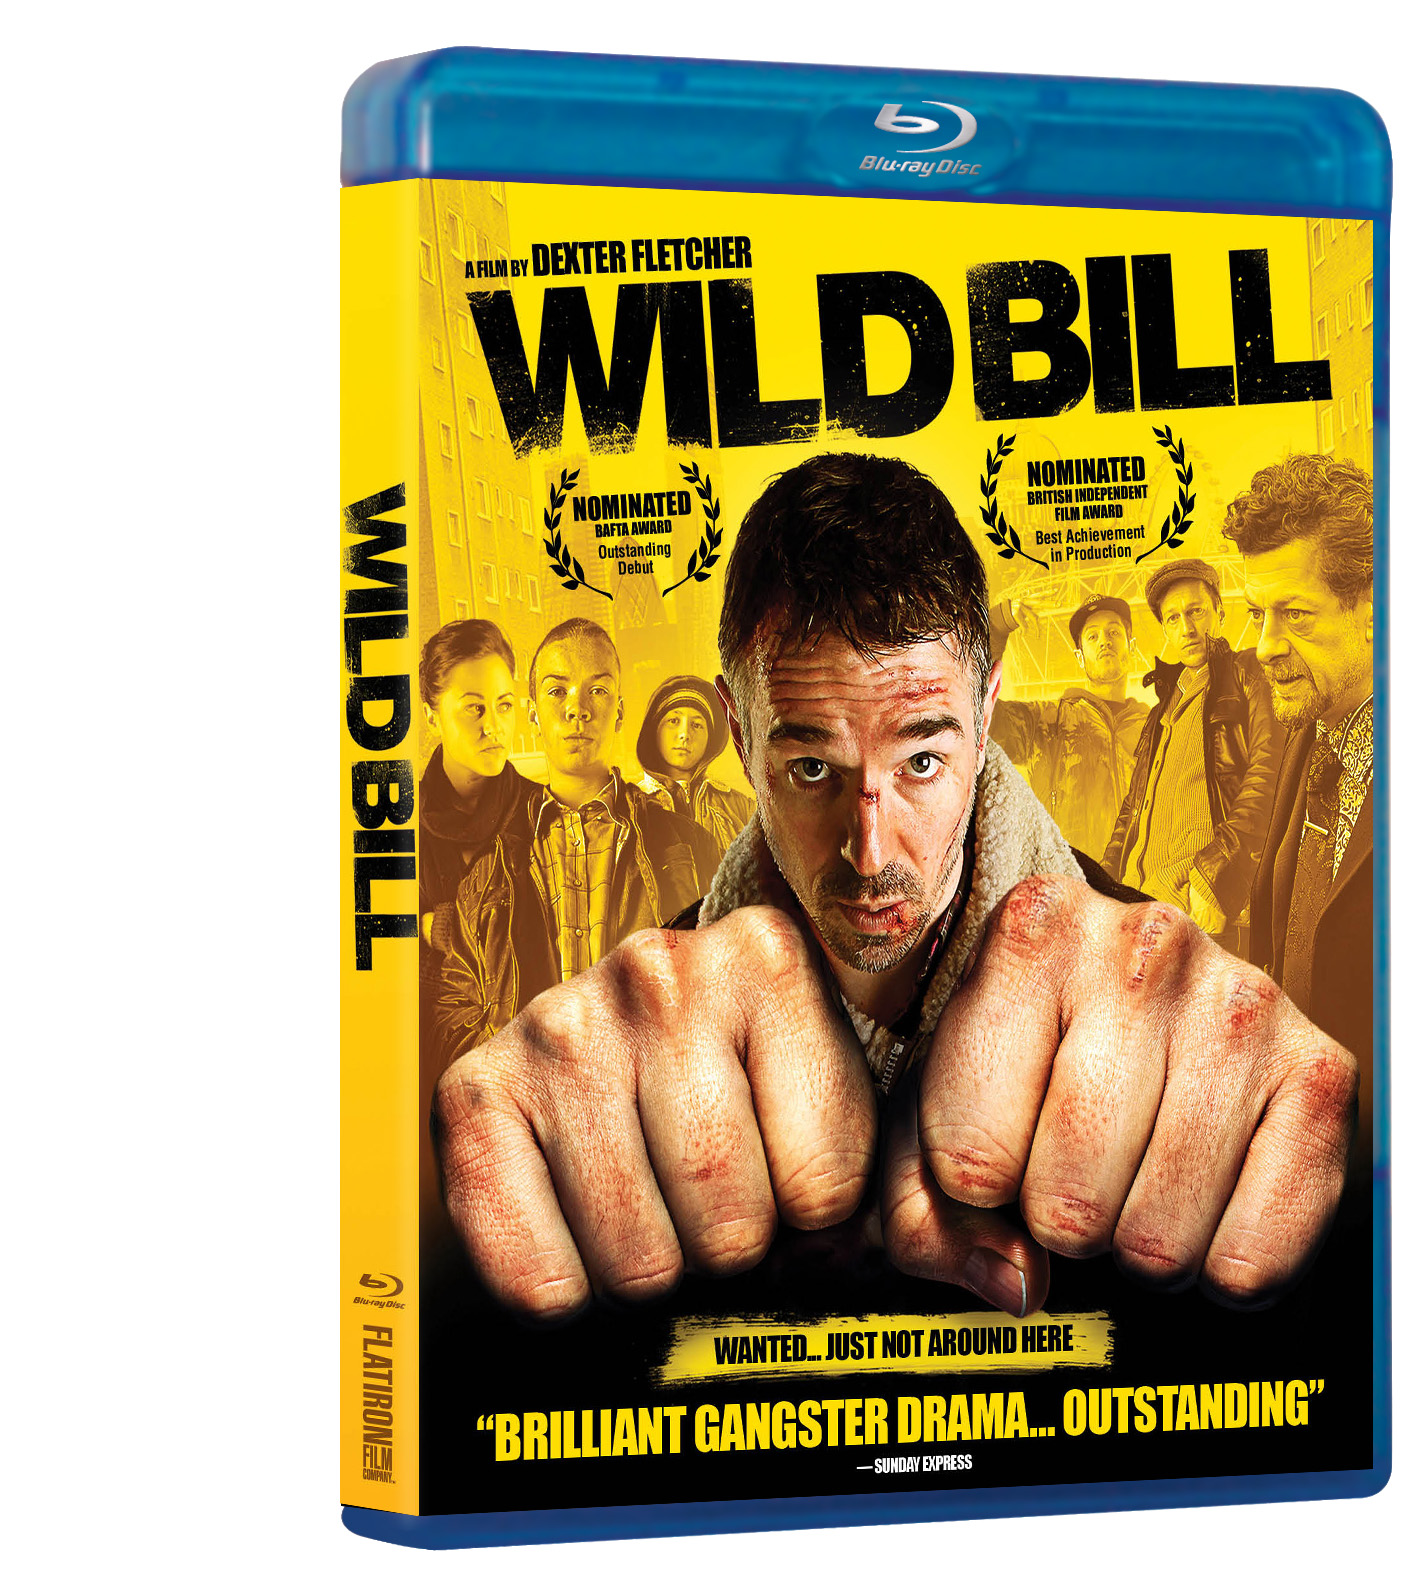 Blu-ray Disc
A FILM BY DEXTER FLETCHER
WILD BILL
NOMINATED
BAFTA AWARD
Outstanding
Debut
NOMINATED
BRITISH INDEPENDENT
FILM AWARD
Best Achievement
in Production
WANTED... JUST NOT AROUND HERE
“BRILLIANT GANGSTER DRAMA... OUTSTANDING”
—SUNDAY EXPRESS
WILD BILL
Blu-ray Disc
FLATIRON
FILM
COMPANY™